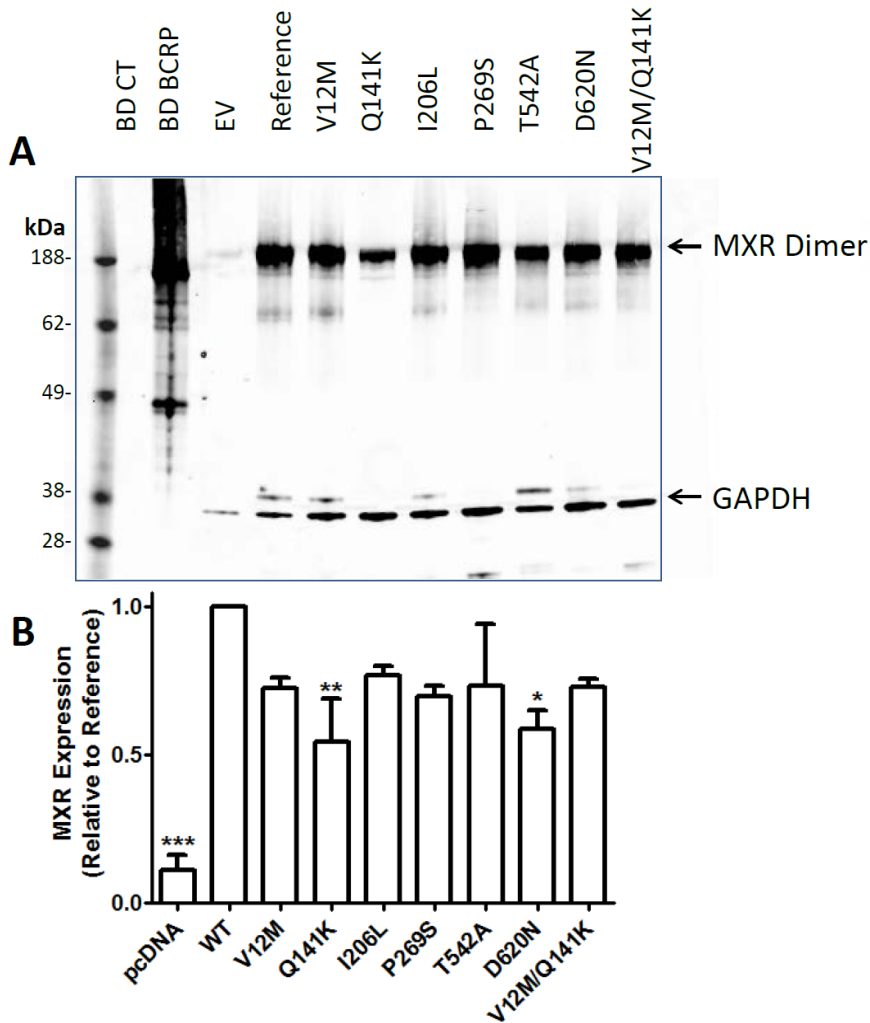 BD CT
BD BCRP
EV
Reference
V12M
Q141K
I206L
P269S
T542A
D620N
V12M/Q141K
A
kDa
188-
MXR Dimer
62-
49-
38-
GAPDH
28-
B
MXR Expression
(Relative to Reference)
1.0
0.5
0.0
***
**
*
pcDNA
WT
V12M
Q141K
I206L
P269S
T542A
D620N
V12M/Q141K